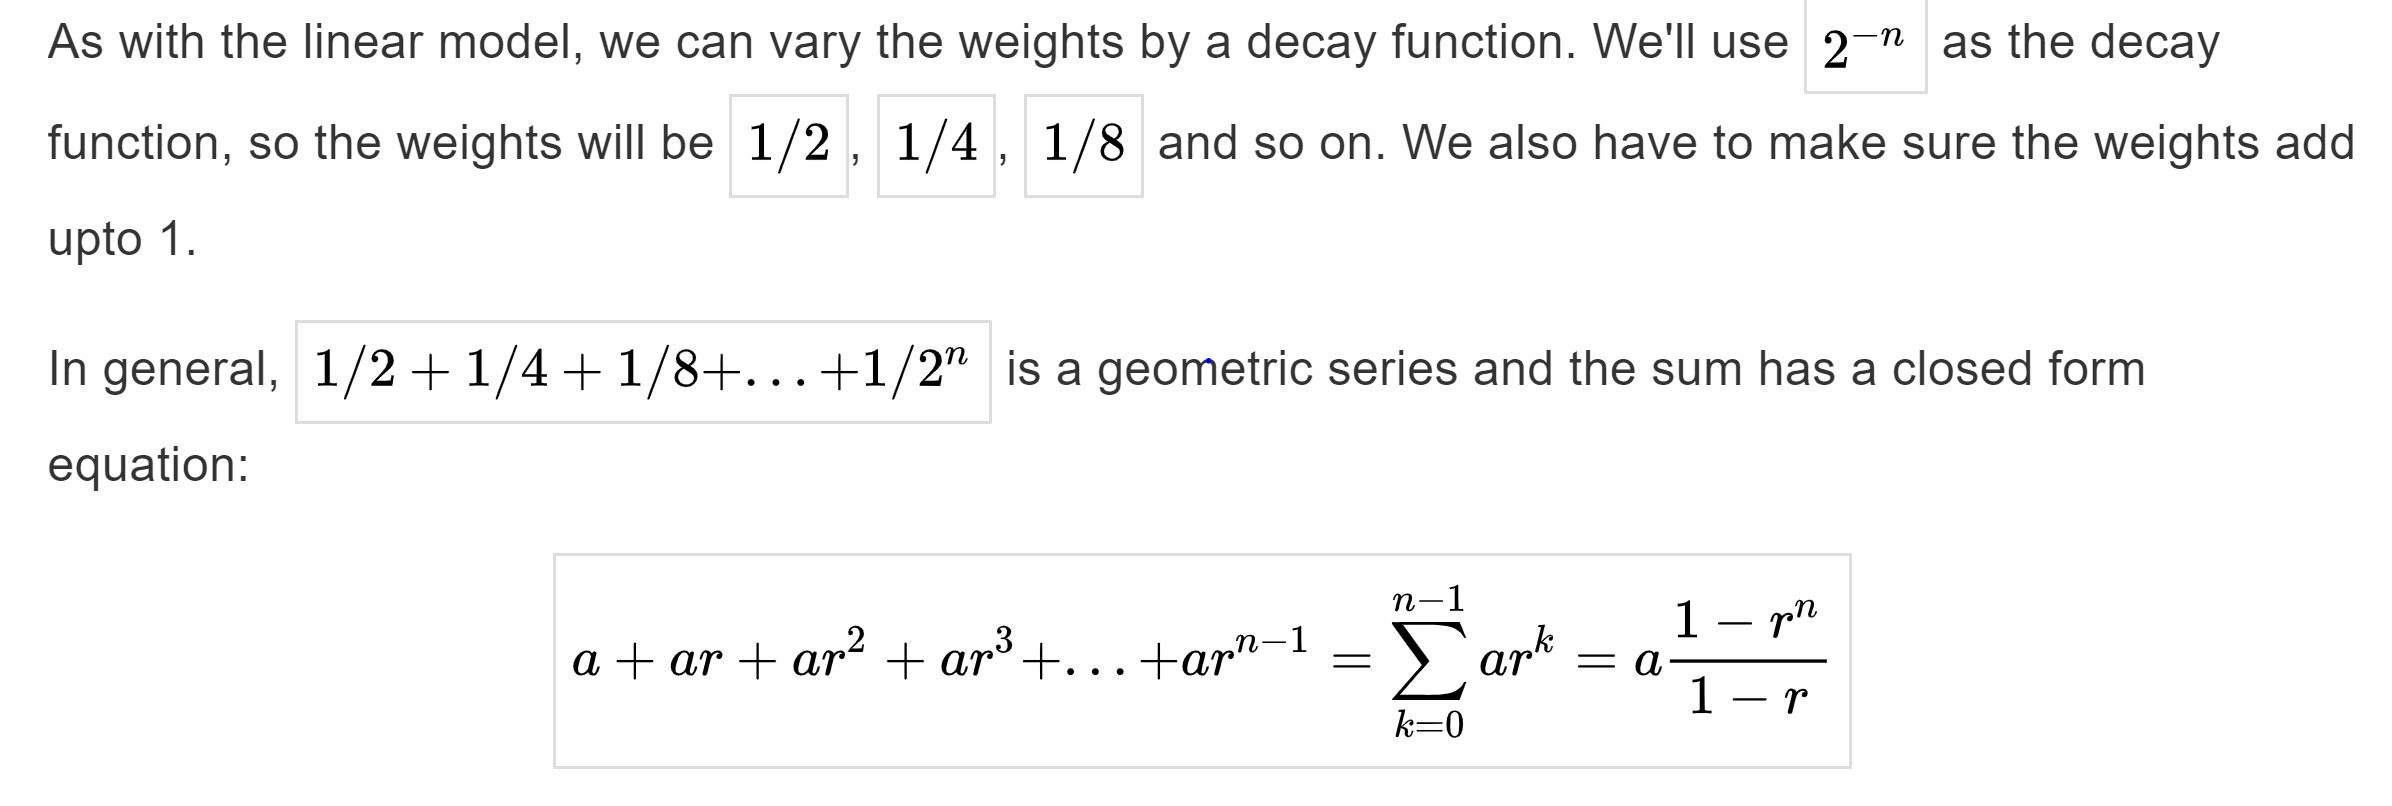 As with the linear model, we can vary the weights by a decay function. We'll use 2^{-n} as the decay
function, so the weights will be 1/2, 1/4, 1/8 and so on. We also have to make sure the weights add
upto 1.
In general, 1/2 + 1/4 + 1/8+...+1/2^n is a geometric series and the sum has a closed form
equation:
a + ar + ar^2 + ar^3+...+ar^{n-1} = \sum_{k=0}^{n-1} ar^k = a\frac{1 - r^n}{1 - r}